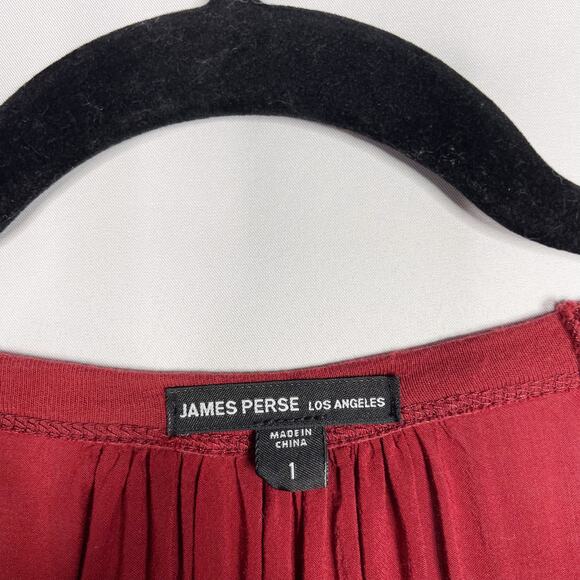 JAMES PERSE LOS ANGELES
MADE IN
CHINA
1